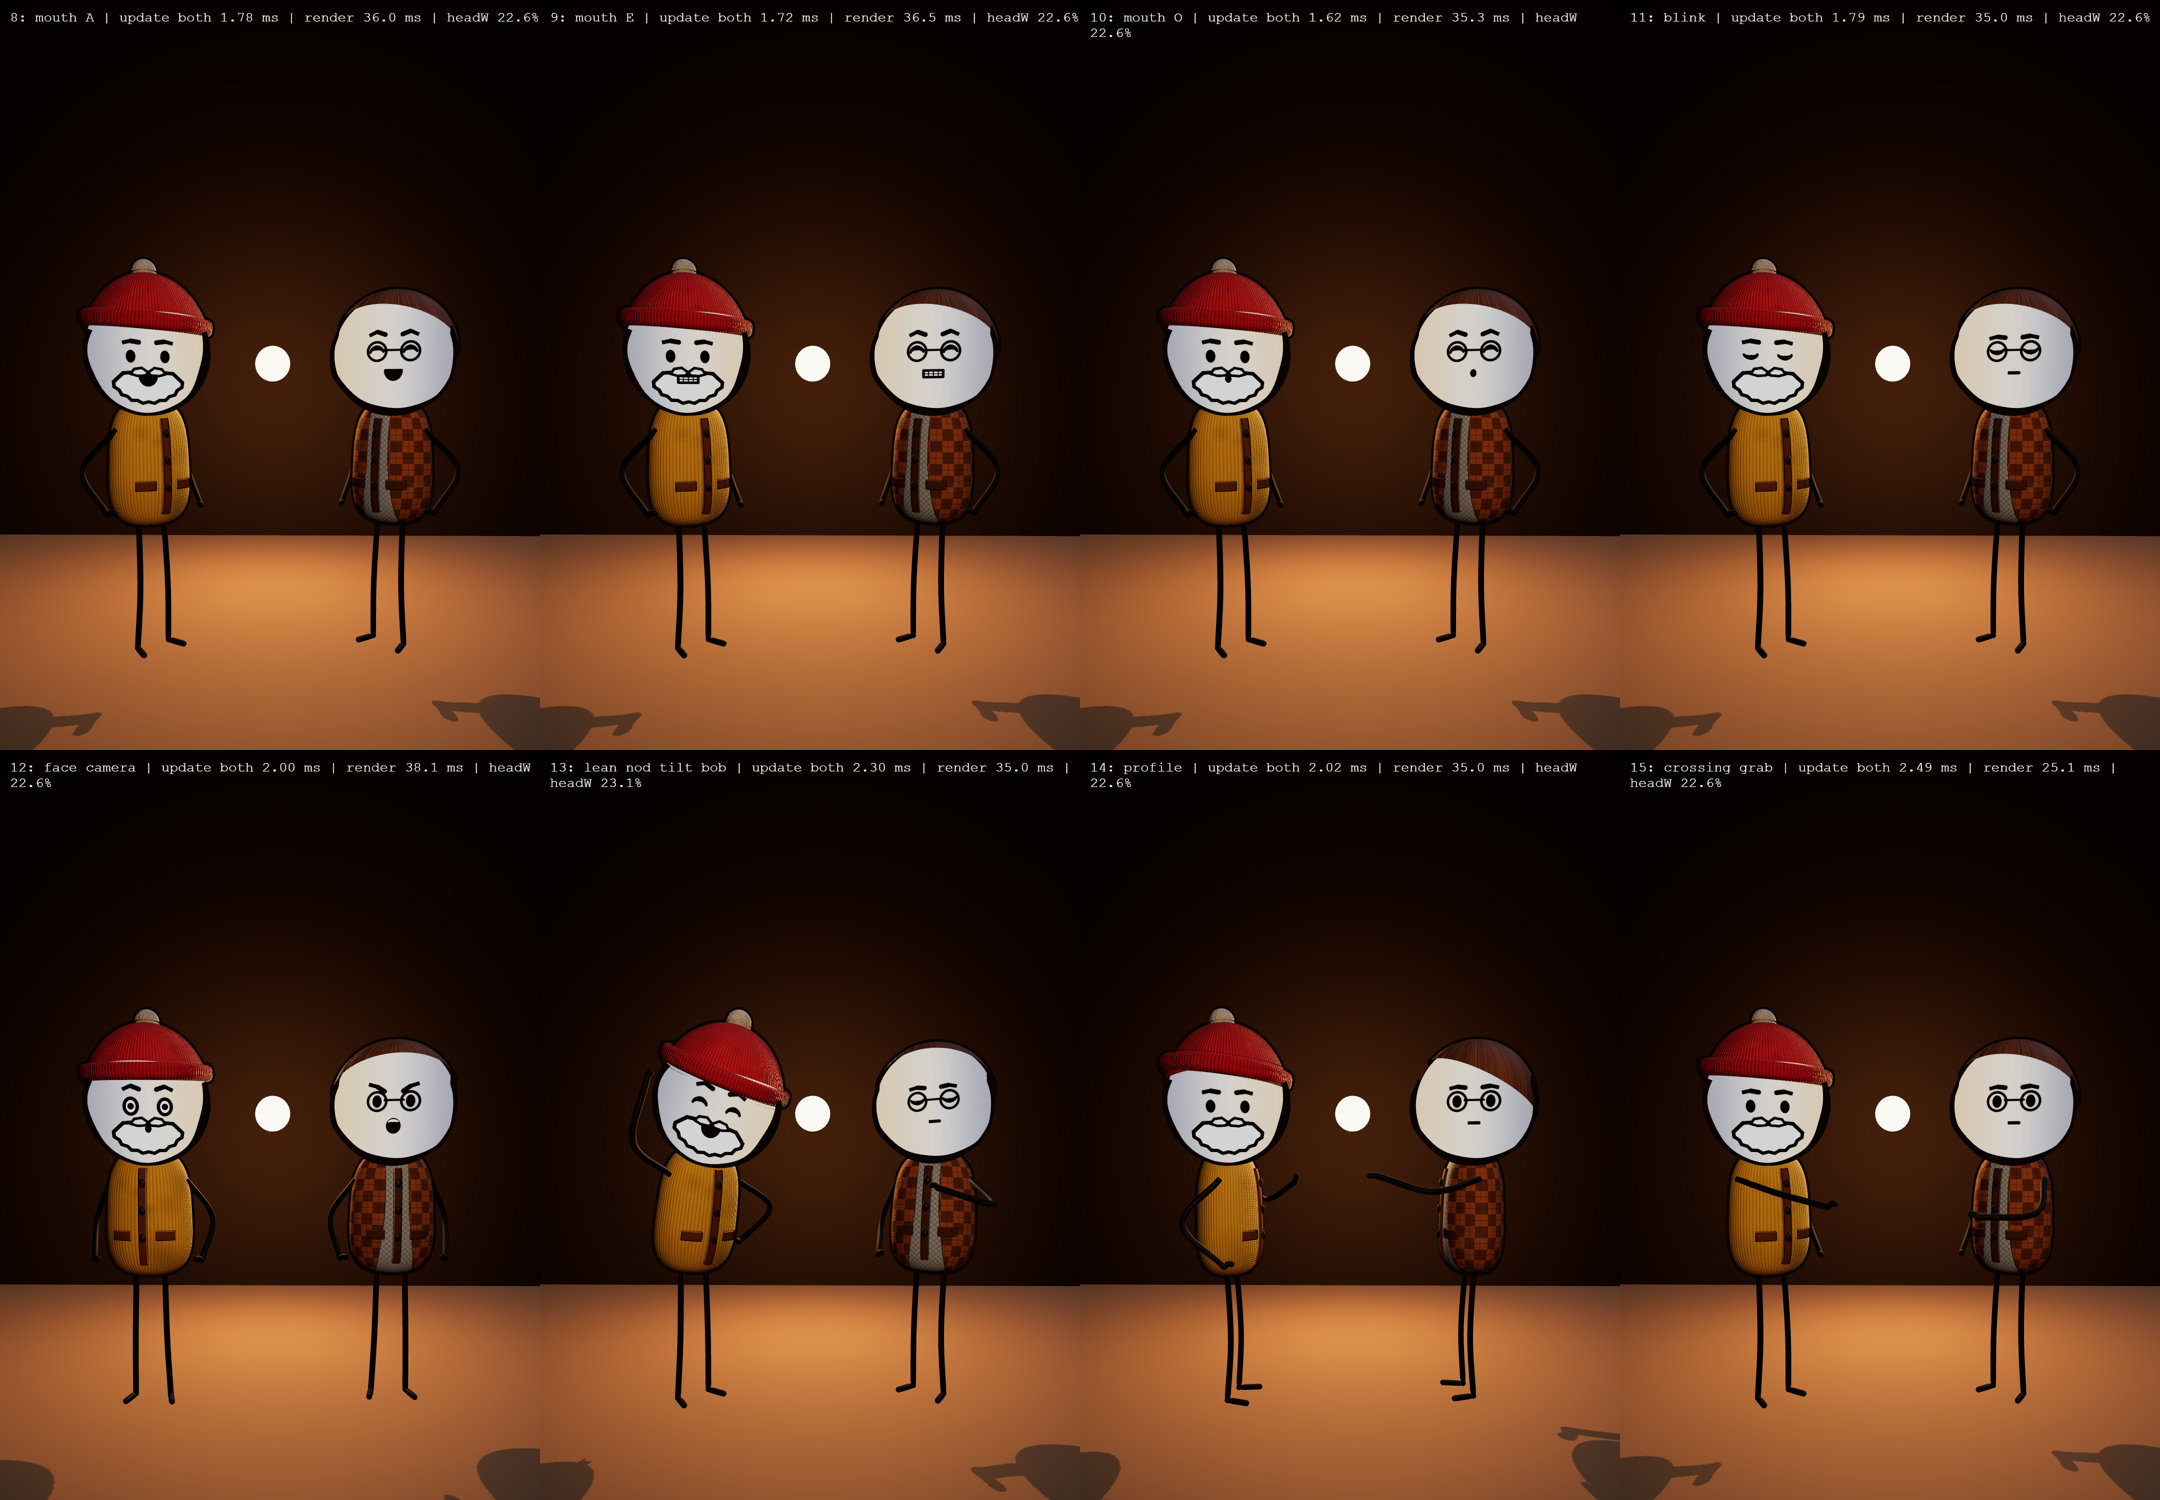 8: mouth A | update both 1.78 ms | render 36.0 ms | headW 22.6%
9: mouth E | update both 1.72 ms | render 36.5 ms | headW 22.6%
10: mouth O | update both 1.62 ms | render 35.3 ms | headW
22.6%
11: blink | update both 1.79 ms | render 35.0 ms | headW 22.6%
12: face camera | update both 2.00 ms | render 38.1 ms | headW
22.6%
13: lean nod tilt bob | update both 2.30 ms | render 35.0 ms |
headW 23.1%
14: profile | update both 2.02 ms | render 35.0 ms | headW
22.6%
15: crossing grab | update both 2.49 ms | render 25.1 ms |
headW 22.6%